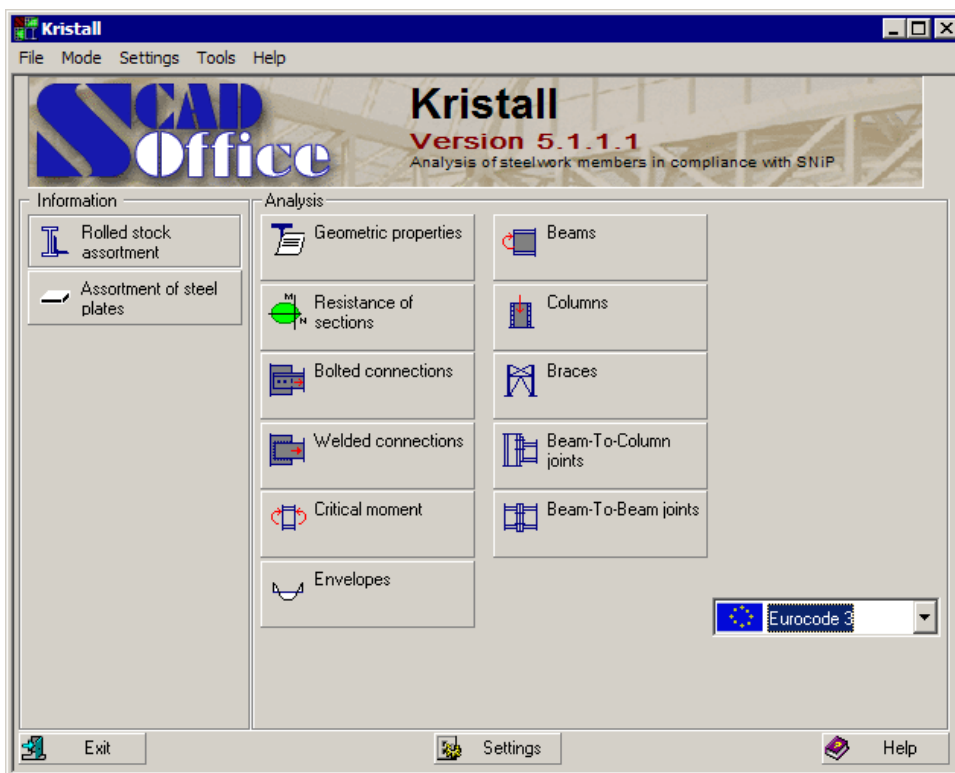 Kristall
File Mode Settings Tools Help
SCAD
Office
Kristall
Version 5.1.1.1
Analysis of steelwork members in compliance with SNiP
Information
Rolled stock
assortment
Assortment of steel
plates
Analysis
Geometric properties
Resistance of
sections
M
N
Bolted connections
Welded connections
Critical moment
Envelopes
Beams
Columns
Braces
Beam-To-Column
joints
Beam-To-Beam joints
Eurocode 3
Exit
Settings
Help